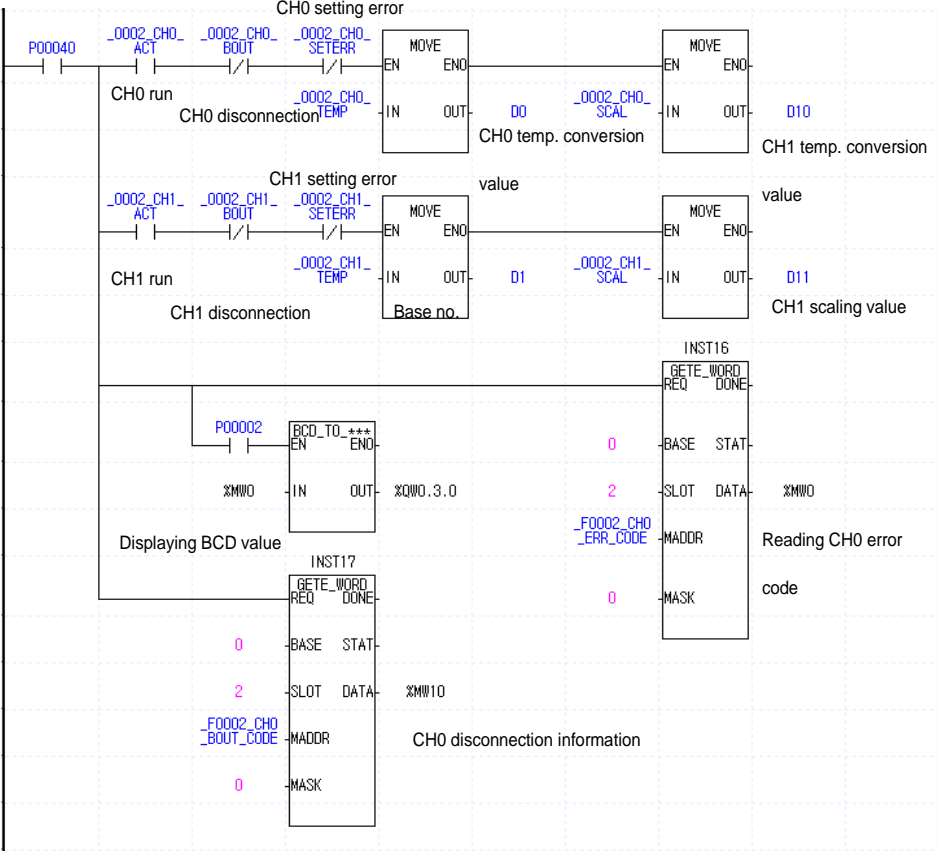 CH0 setting error
P00040
_0002_CH0_ACT
_0002_CH0_BOUT
_0002_CH0_SETERR
MOVE
EN ENO
MOVE
EN ENO
CH0 run
CH0 disconnection
_0002_CH0_TEMP
IN OUT
D0
_0002_CH0_SCAL
IN OUT
D10
CH0 temp. conversion
CH1 temp. conversion
CH1 setting error
value
value
_0002_CH1_ACT
_0002_CH1_BOUT
_0002_CH1_SETERR
MOVE
EN ENO
MOVE
EN ENO
CH1 run
_0002_CH1_TEMP
IN OUT
D1
_0002_CH1_SCAL
IN OUT
D11
CH1 disconnection
Base no.
CH1 scaling value
INST16
GETE_WORD
REQ DONE
P00002
BCD_TO_***
EN ENO
0
BASE STAT
%MW0
IN OUT
%QW0.3.0
2
SLOT DATA
%MW0
_F0002_CH0_ERR_CODE
MADDR
Displaying BCD value
Reading CH0 error
INST17
GETE_WORD
REQ DONE
0
MASK
code
0
BASE STAT
2
SLOT DATA
%MW10
_F0002_CH0_BOUT_CODE
MADDR
CH0 disconnection information
0
MASK